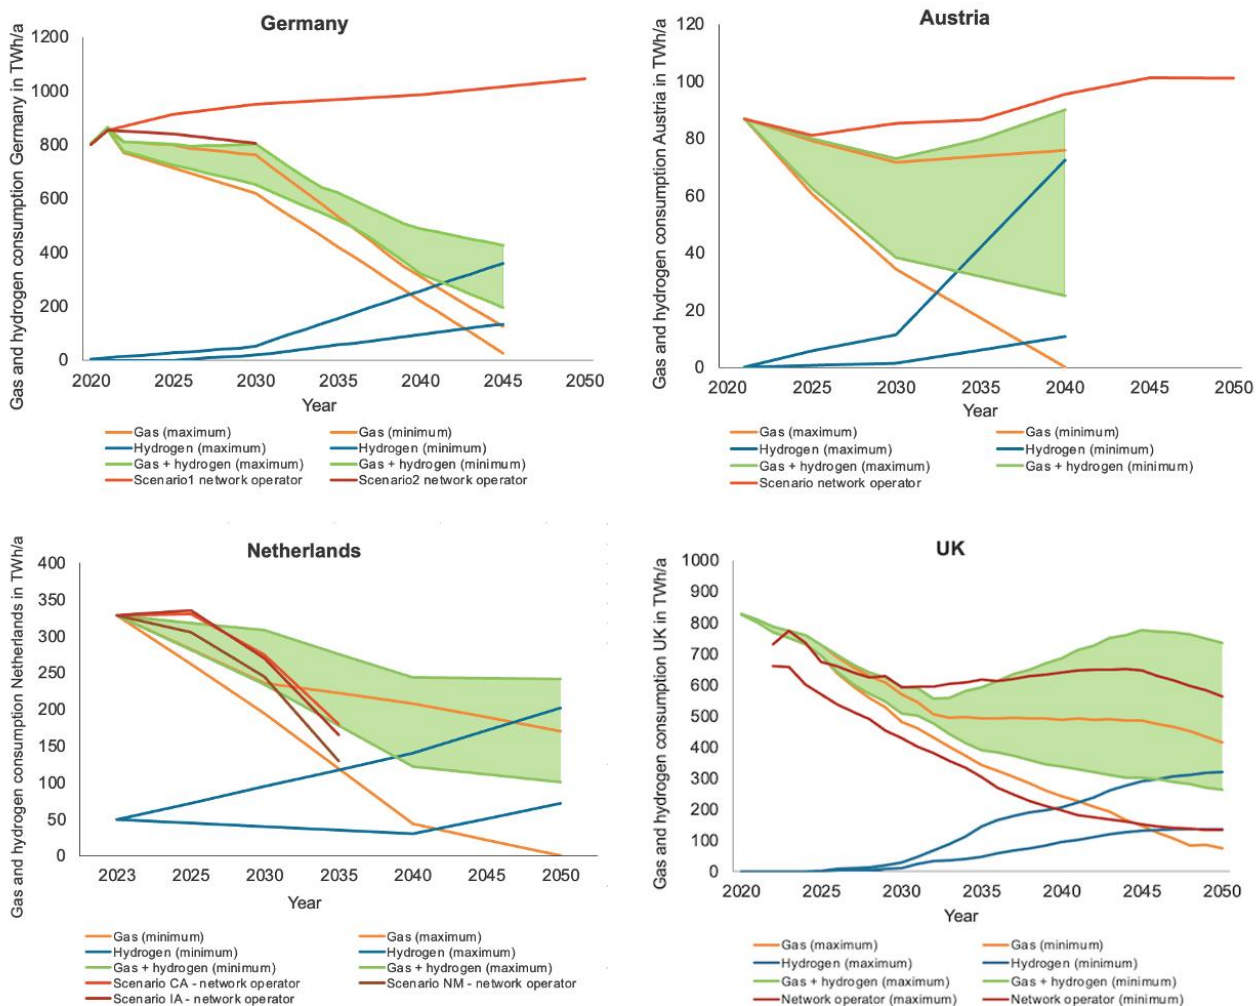 Germany
Gas and hydrogen consumption Germany in TWh/a
1200
1000
800
600
400
200
0
2020 2025 2030 2035 2040 2045 2050
Year
Gas (maximum) Gas (minimum)
Hydrogen (maximum) Hydrogen (minimum)
Gas + hydrogen (maximum) Gas + hydrogen (minimum)
Scenario1 network operator Scenario2 network operator
Austria
Gas and hydrogen consumption Austria in TWh/a
120
100
80
60
40
20
0
2020 2025 2030 2035 2040 2045 2050
Year
Gas (maximum) Gas (minimum)
Hydrogen (maximum) Hydrogen (minimum)
Gas + hydrogen (maximum) Gas + hydrogen (minimum)
Scenario network operator
Netherlands
Gas and hydrogen consumption Netherlands in TWh/a
400
350
300
250
200
150
100
50
0
2023 2025 2030 2035 2040 2045 2050
Year
Gas (minimum) Gas (maximum)
Hydrogen (minimum) Hydrogen (maximum)
Gas + hydrogen (minimum) Gas + hydrogen (maximum)
Scenario CA - network operator Scenario NM - network operator
Scenario IA - network operator
UK
Gas and hydrogen consumption UK in TWh/a
1000
900
800
700
600
500
400
300
200
100
0
2020 2025 2030 2035 2040 2045 2050
Year
Gas (maximum) Gas (minimum)
Hydrogen (maximum) Hydrogen (minimum)
Gas + hydrogen (maximum) Gas + hydrogen (minimum)
Network operator (maximum) Network operator (minimum)